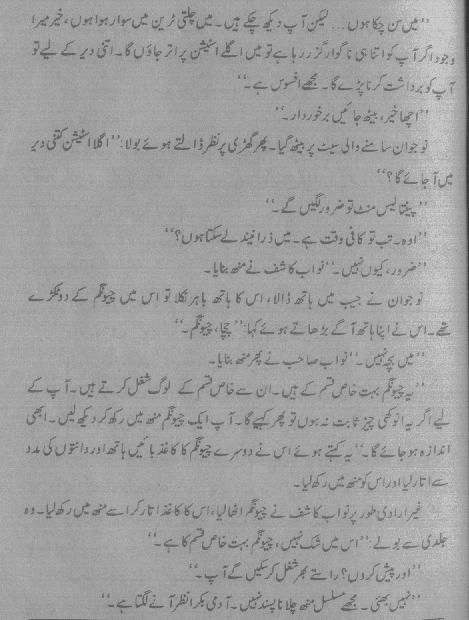 ”میں سن چکا ہوں... لیکن آپ دیکھ چکے ہیں۔ میں چلتی ٹرین میں سوار ہوا ہوں، خیر میرا
وجود اگر آپ کو اتنا ہی ناگوار گزر رہا ہے تو میں اگلے اسٹیشن پر اتر جاؤں گا۔ اتنی دیر کے لیے تو
آپ کو برداشت کرنا پڑے گا۔ مجھے افسوس ہے۔“
”اچھا خیر، بیٹھ جائیں برخوردار۔“
نوجوان سامنے والی سیٹ پر بیٹھ گیا۔ پھر گھڑی پر نظر ڈالتے ہوئے بولا: ”اگلا اسٹیشن کتنی دیر
میں آجائے گا؟“
”پینتالیس منٹ تو ضرور لگیں گے۔“
”اوہ۔ تب تو کافی وقت ہے۔ میں ذرا نیند لے سکتا ہوں؟“
”ضرور، کیوں نہیں۔“ نواب کاشف نے منھ بنایا۔
نوجوان نے جیب میں ہاتھ ڈالا، اس کا ہاتھ باہر نکلا تو اس میں چیونگم کے دو ٹکڑے
تھے۔ اس نے اپنا ہاتھ آگے بڑھاتے ہوئے کہا: ”چچا، چیونگم۔“
”میں بچہ نہیں۔“ نواب صاحب نے پھر منھ بنایا۔
”یہ چیونگم بہت خاص قسم کے ہیں۔ ان سے خاص قسم کے لوگ شغل کرتے ہیں۔ آپ کے
لیے اگر یہ انوکھی چیز ثابت نہ ہوں تو پھر کہیے گا۔ آپ ایک چیونگم منھ میں رکھ کر دیکھ لیں۔ ابھی
اندازہ ہو جائے گا۔“ یہ کہتے ہوئے اس نے دوسرے چیونگم کا کاغذ بائیں ہاتھ اور دانتوں کی مدد
سے اتار لیا اور اس کو منھ میں رکھ لیا۔
غیر ارادی طور پر نواب کاشف نے چیونگم اٹھا لیا، اس کا کاغذ اتار کر اسے منھ میں رکھ لیا۔ وہ
جلدی سے بولے: ”اس میں شک نہیں، چیونگم بہت خاص قسم کا ہے۔“
”اور پیش کروں؟ راستے بھر شغل کر سکیں گے آپ۔“
”نہیں بھئی۔ مجھے مسلسل منھ چلانا پسند نہیں۔ آدمی بکرا نظر آنے لگتا ہے۔“